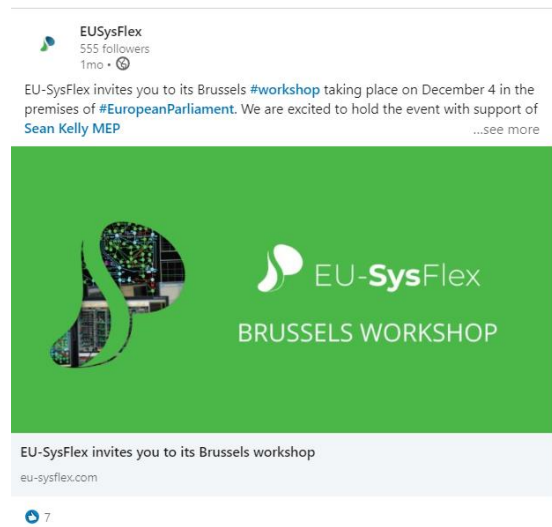 EUSysFlex
555 followers
1mo •
EU-SysFlex invites you to its Brussels #workshop taking place on December 4 in the
premises of #EuropeanParliament. We are excited to hold the event with support of
Sean Kelly MEP ...see more
EU-SysFlex
BRUSSELS WORKSHOP
EU-SysFlex invites you to its Brussels workshop
eu-sysflex.com
7